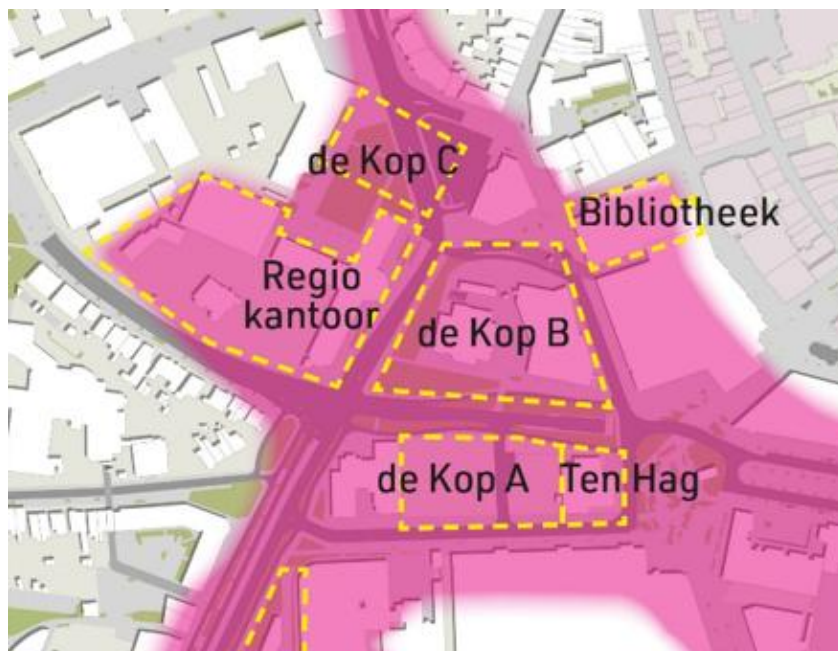 de Kop C
Bibliotheek
Regio
kantoor
de Kop B
de Kop A
Ten Hag